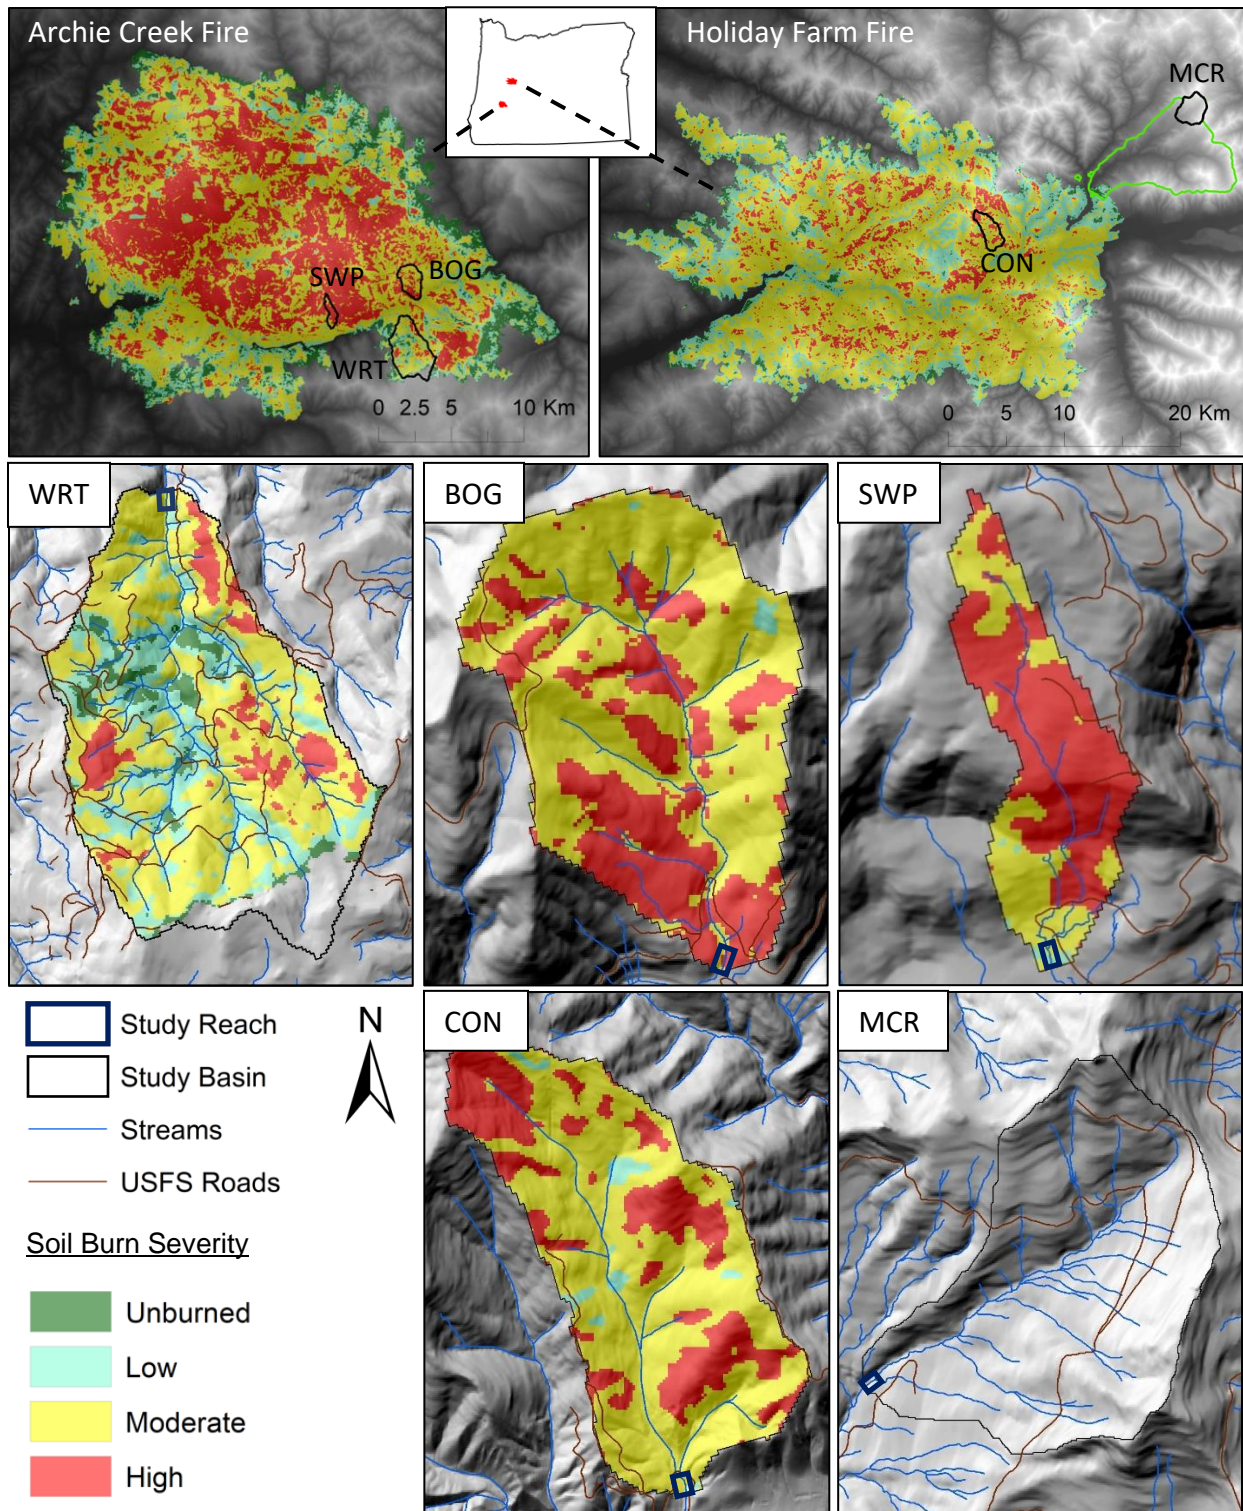 Archie Creek Fire
Holiday Farm Fire
MCR
SWP
BOG
WRT
CON
0 2.5 5 10 Km
0 5 10 20 Km
WRT
BOG
SWP
CON
MCR
Study Reach
Study Basin
Streams
USFS Roads
N
Soil Burn Severity
Unburned
Low
Moderate
High